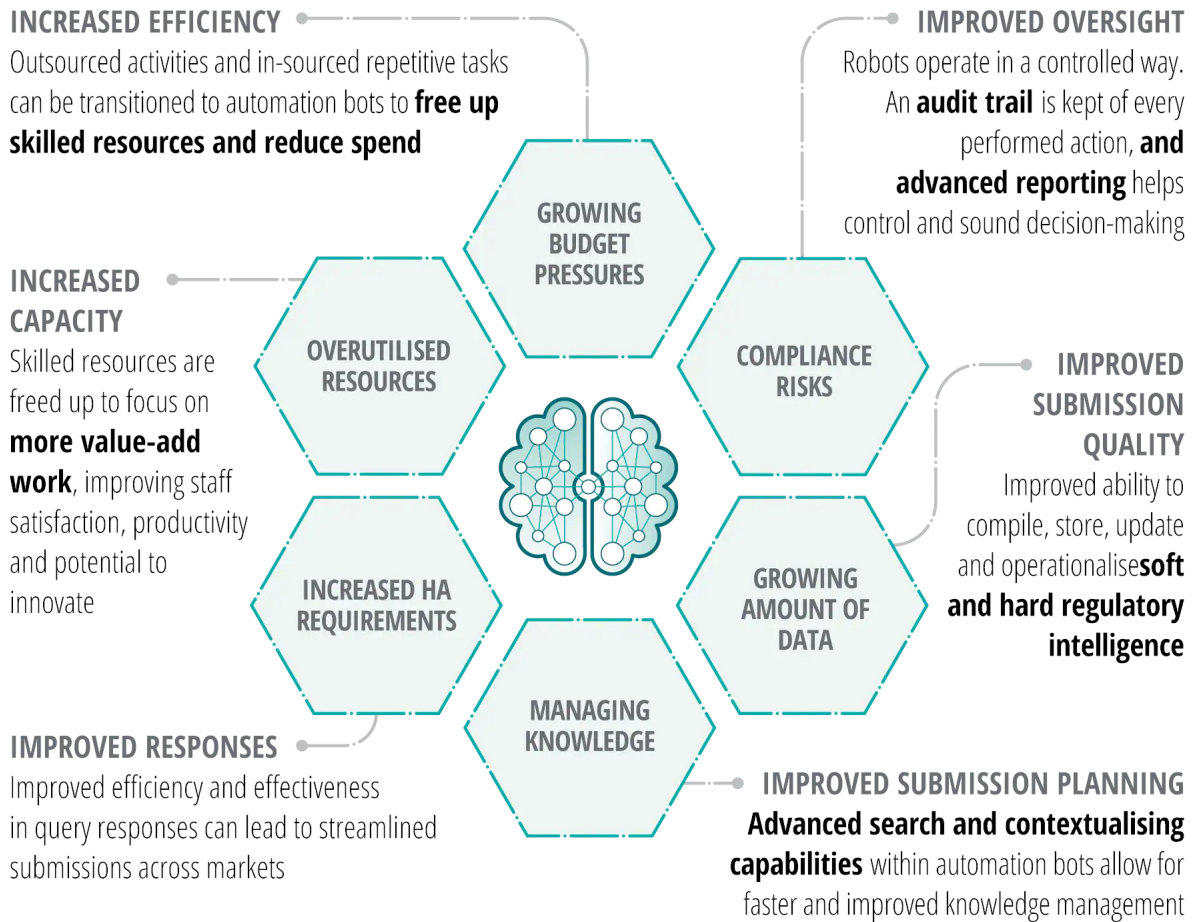 INCREASED EFFICIENCY
Outsourced activities and in-sourced repetitive tasks
can be transitioned to automation bots to free up
skilled resources and reduce spend
IMPROVED OVERSIGHT
Robots operate in a controlled way.
An audit trail is kept of every
performed action, and
advanced reporting helps
control and sound decision-making
GROWING
BUDGET
PRESSURES
INCREASED
CAPACITY
Skilled resources are
freed up to focus on
more value-add
work, improving staff
satisfaction, productivity
and potential to
innovate
OVERUTILISED
RESOURCES
COMPLIANCE
RISKS
IMPROVED
SUBMISSION
QUALITY
Improved ability to
compile, store, update
and operationalisesoft
and hard regulatory
intelligence
INCREASED HA
REQUIREMENTS
GROWING
AMOUNT OF
DATA
MANAGING
KNOWLEDGE
IMPROVED RESPONSES
Improved efficiency and effectiveness
in query responses can lead to streamlined
submissions across markets
IMPROVED SUBMISSION PLANNING
Advanced search and contextualising
capabilities within automation bots allow for
faster and improved knowledge management